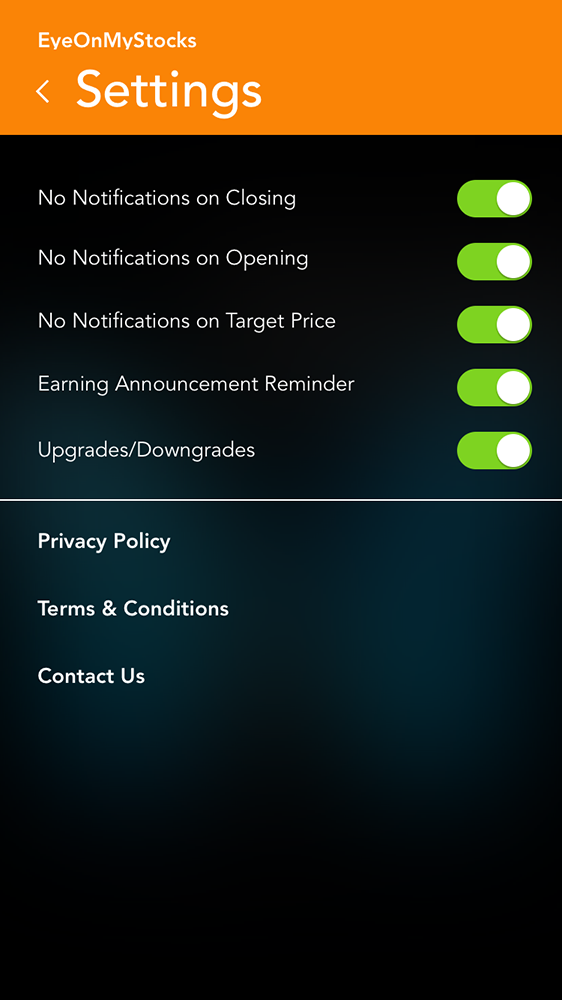 EyeOnMyStocks
Settings
No Notifications on Closing
No Notifications on Opening
No Notifications on Target Price
Earning Announcement Reminder
Upgrades/Downgrades
Privacy Policy
Terms & Conditions
Contact Us